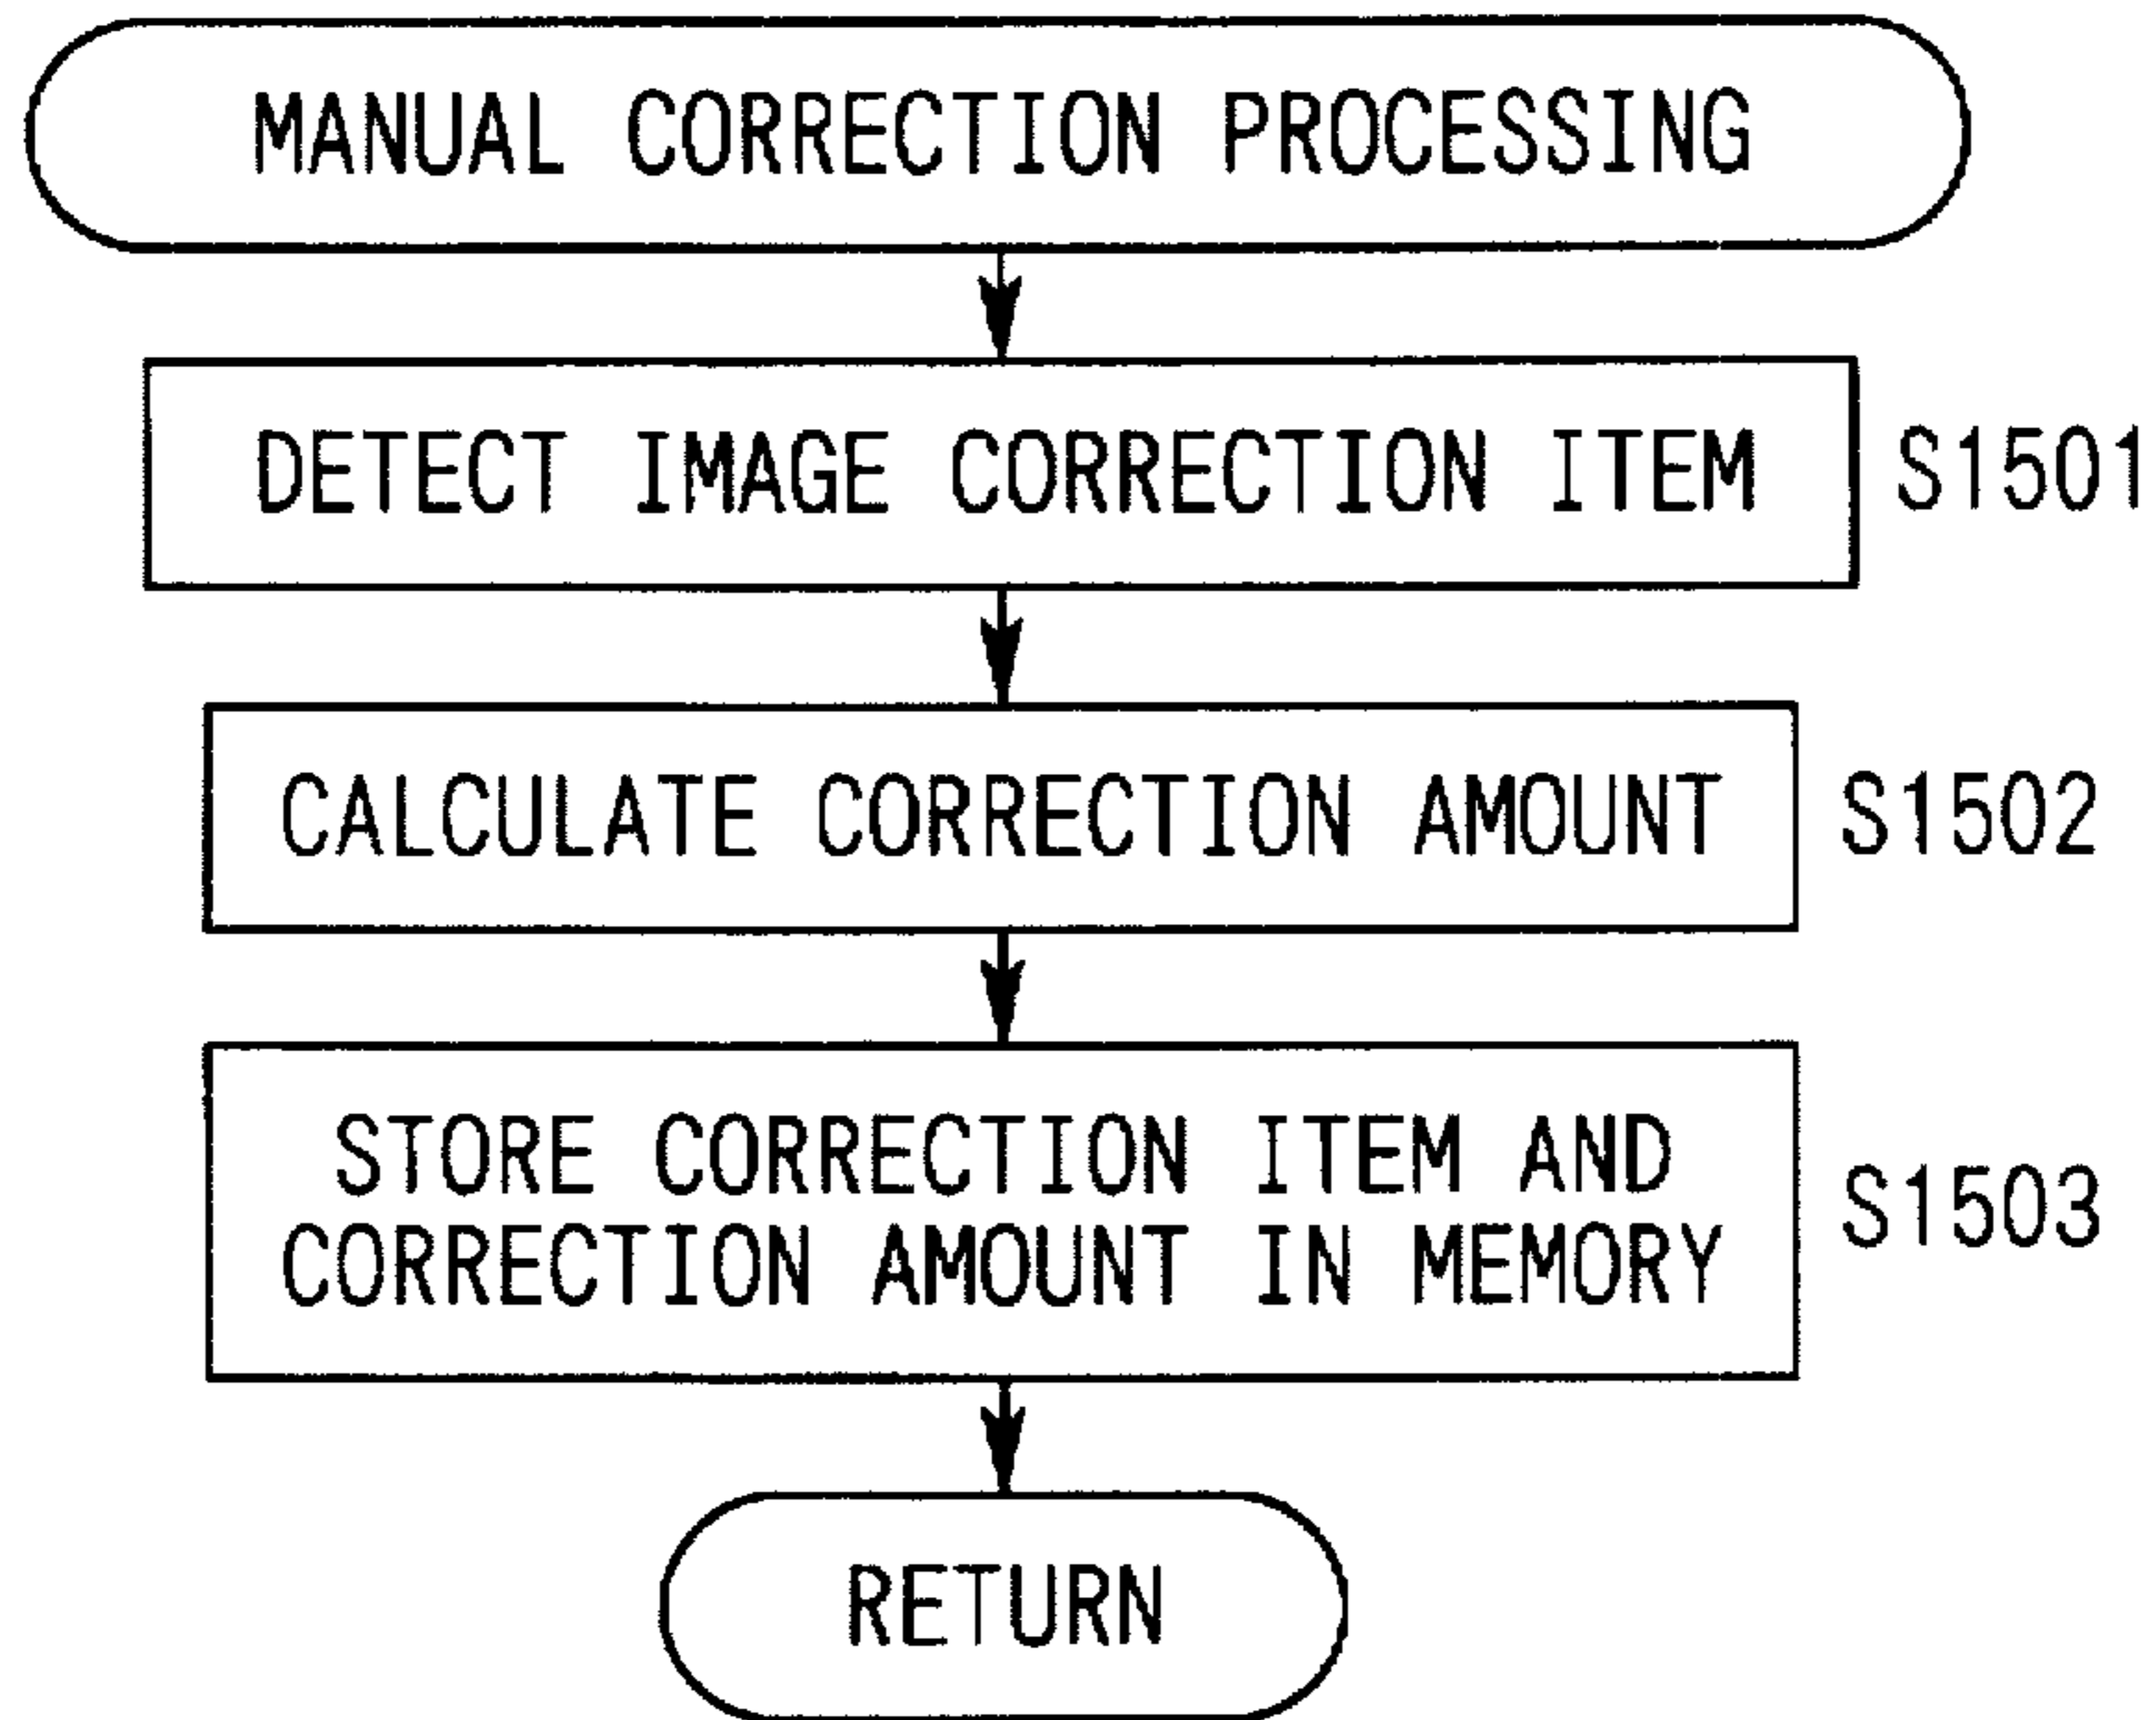 MANUAL CORRECTION PROCESSING
DETECT IMAGE CORRECTION ITEM S1501
CALCULATE CORRECTION AMOUNT S1502
STORE CORRECTION ITEM AND
CORRECTION AMOUNT IN MEMORY S1503
RETURN